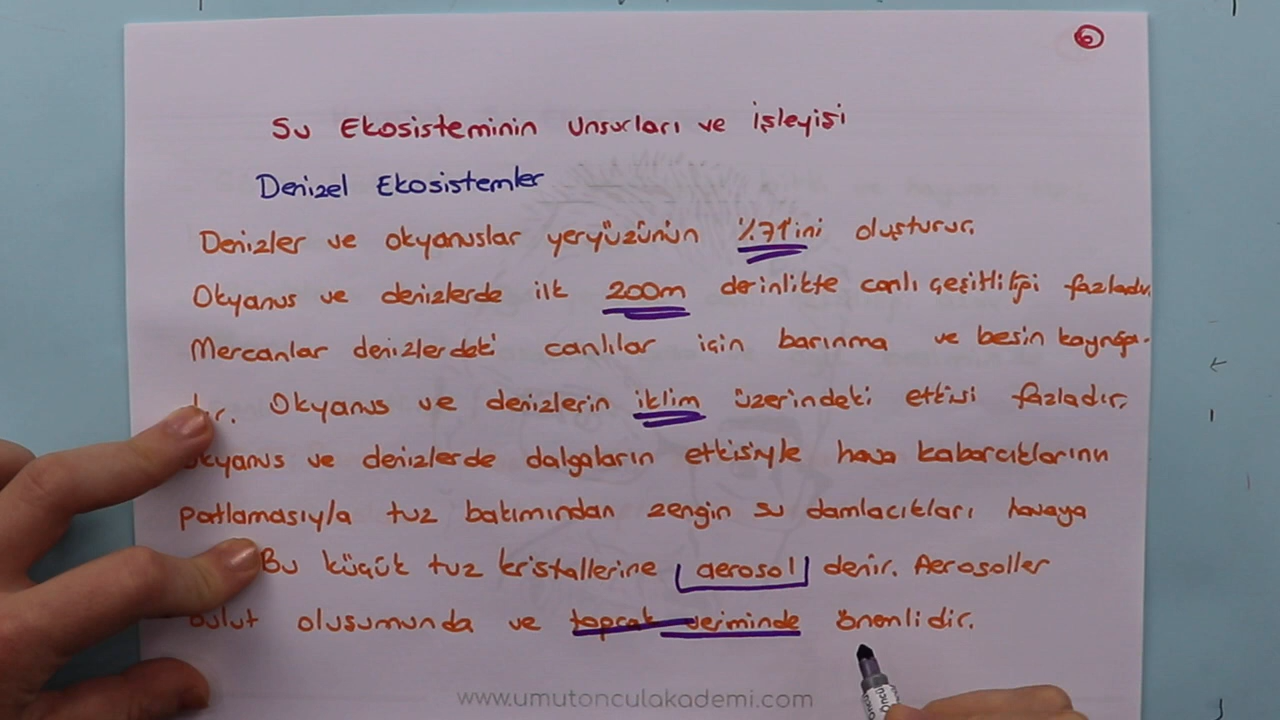 6
Su Ekosisteminin Unsurları ve İşleyişi
Denizel Ekosistemler
Denizler ve okyanuslar yeryüzünün %71'ini oluşturur.
Okyanus ve denizlerde ilk 200m derinlikte canlı çeşitliliği fazladır.
Mercanlar denizlerdeki canlılar için barınma ve besin kaynağı-
dır. Okyanus ve denizlerin iklim üzerindeki etkisi fazladır.
Okyanus ve denizlerde dalgaların etkisiyle hava kabarcıklarının
patlamasıyla tuz bakımından zengin su damlacıkları havaya
Bu küçük tuz kristallerine aerosol denir. Aerosoller
bulut oluşumunda ve toprak veriminde önemlidir.
www.umutonculakademi.com